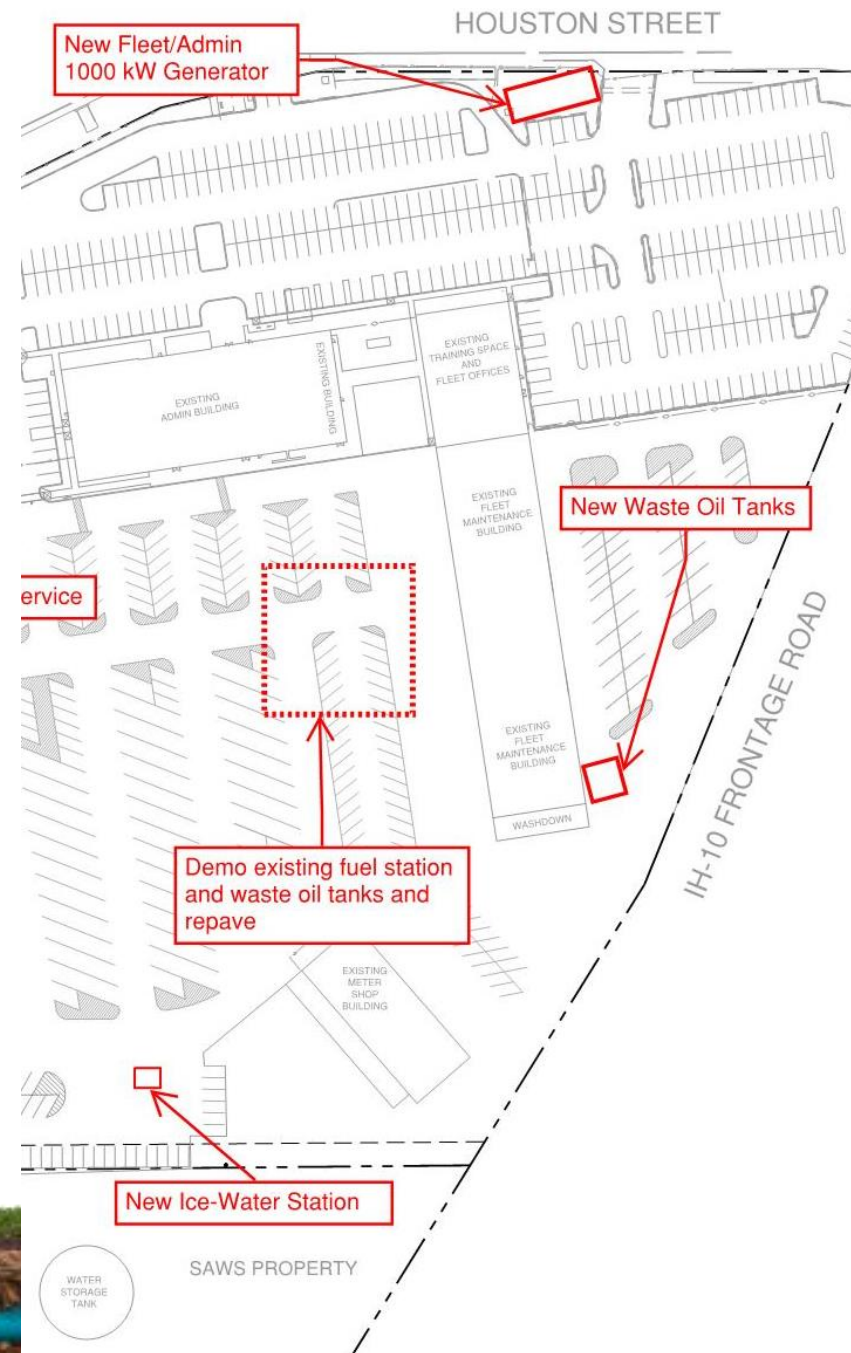 HOUSTON STREET
New Fleet/Admin
1000 kW Generator
EXISTING
TRAINING SPACE
AND
FLEET OFFICES
EXISTING BUILDING
EXISTING
ADMIN BUILDING
EXISTING
FLEET
MAINTENANCE
BUILDING
New Waste Oil Tanks
ervice
IH-10 FRONTAGE ROAD
EXISTING
FLEET
MAINTENANCE
BUILDING
WASHDOWN
Demo existing fuel station
and waste oil tanks and
repave
EXISTING
METER
SHOP
BUILDING
New Ice-Water Station
SAWS PROPERTY
WATER
STORAGE
TANK